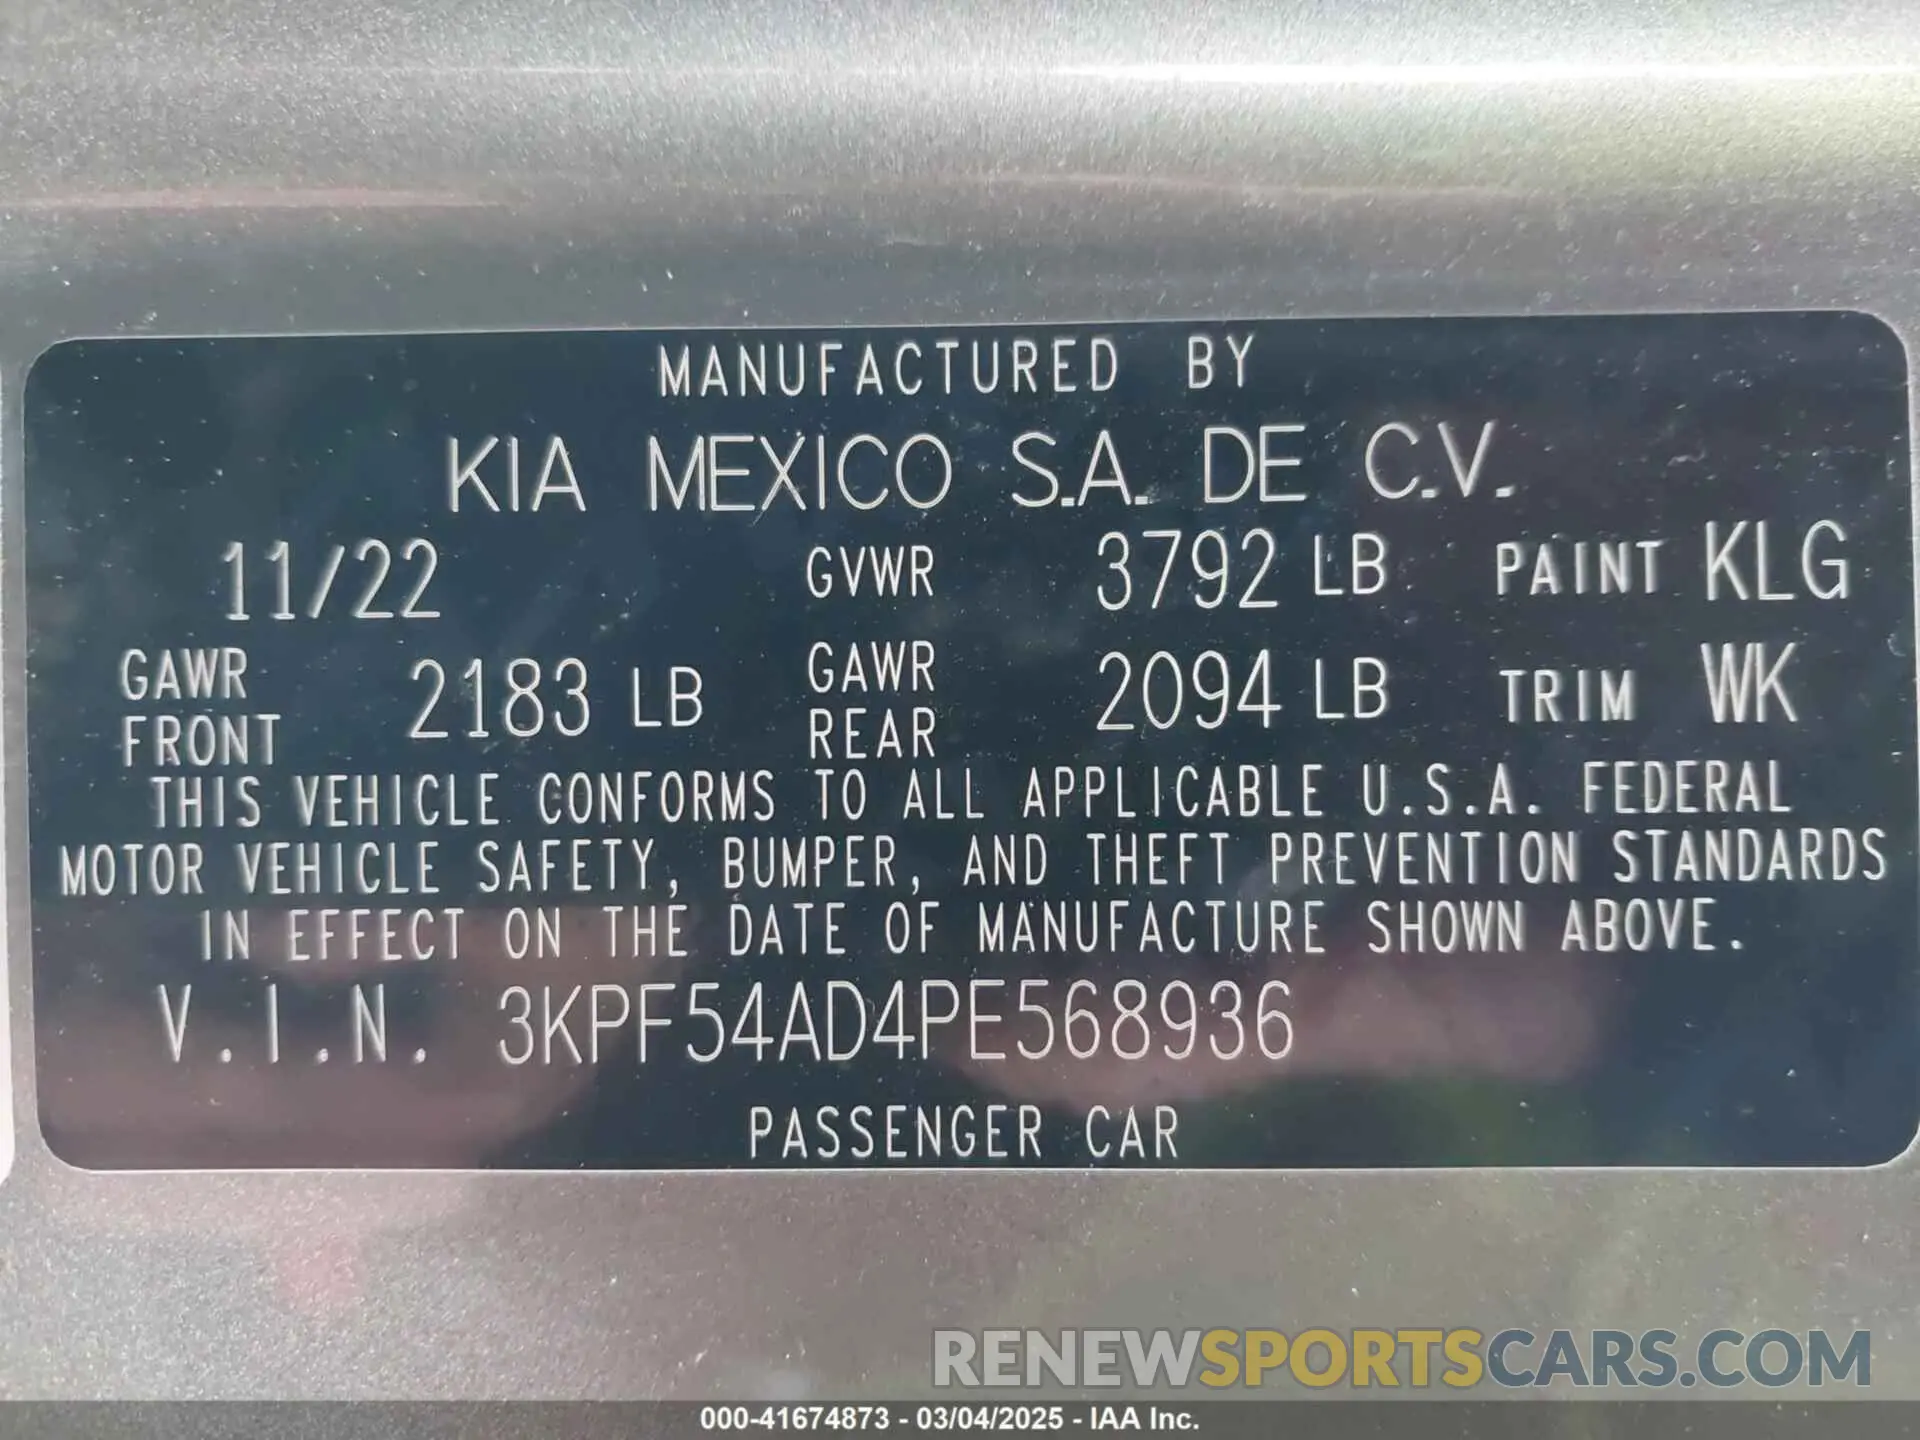 MANUFACTURED BY
KIA MEXICO S.A. DE C.V.
11/22 GVWR 3792 LB PAINT KLG
GAWR FRONT 2183 LB GAWR REAR 2094 LB TRIM WK
THIS VEHICLE CONFORMS TO ALL APPLICABLE U.S.A. FEDERAL
MOTOR VEHICLE SAFETY, BUMPER, AND THEFT PREVENTION STANDARDS
IN EFFECT ON THE DATE OF MANUFACTURE SHOWN ABOVE.
V.I.N. 3KPF54AD4PE568936
PASSENGER CAR
RENEWSPORTSCARS.COM
000-41674873 - 03/04/2025 - IAA Inc.